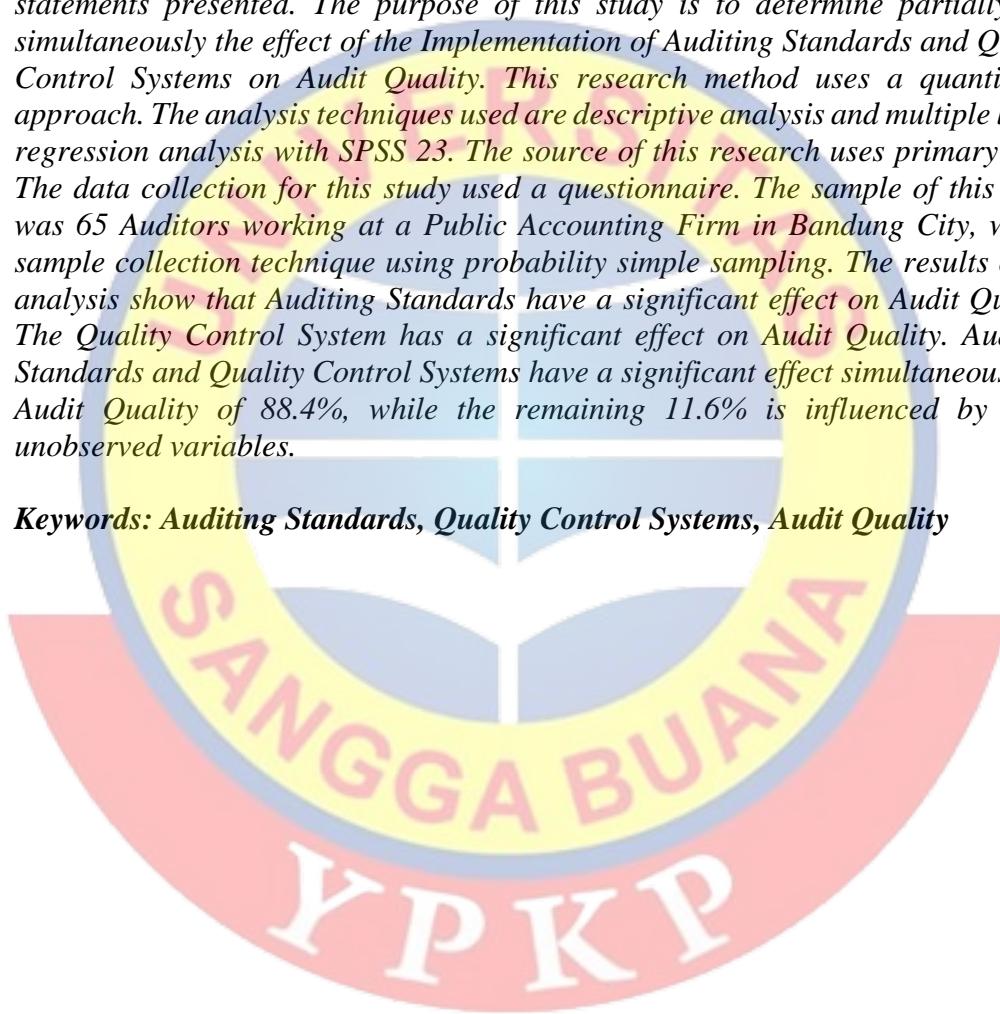 statements presented. The purpose of this study is to determine partially
simultaneously the effect of the Implementation of Auditing Standards and Q
Control Systems on Audit Quality. This research method uses a quanti
approach. The analysis techniques used are descriptive analysis and multiple l
regression analysis with SPSS 23. The source of this research uses primary
The data collection for this study used a questionnaire. The sample of this
was 65 Auditors working at a Public Accounting Firm in Bandung City, w
sample collection technique using probability simple sampling. The results o
analysis show that Auditing Standards have a significant effect on Audit Qu
The Quality Control System has a significant effect on Audit Quality. Aud
Standards and Quality Control Systems have a significant effect simultaneous
Audit Quality of 88.4%, while the remaining 11.6% is influenced by
unobserved variables.
Keywords: Auditing Standards, Quality Control Systems, Audit Quality
UNIVERSITAS
SANGGA BUANA
YPKP